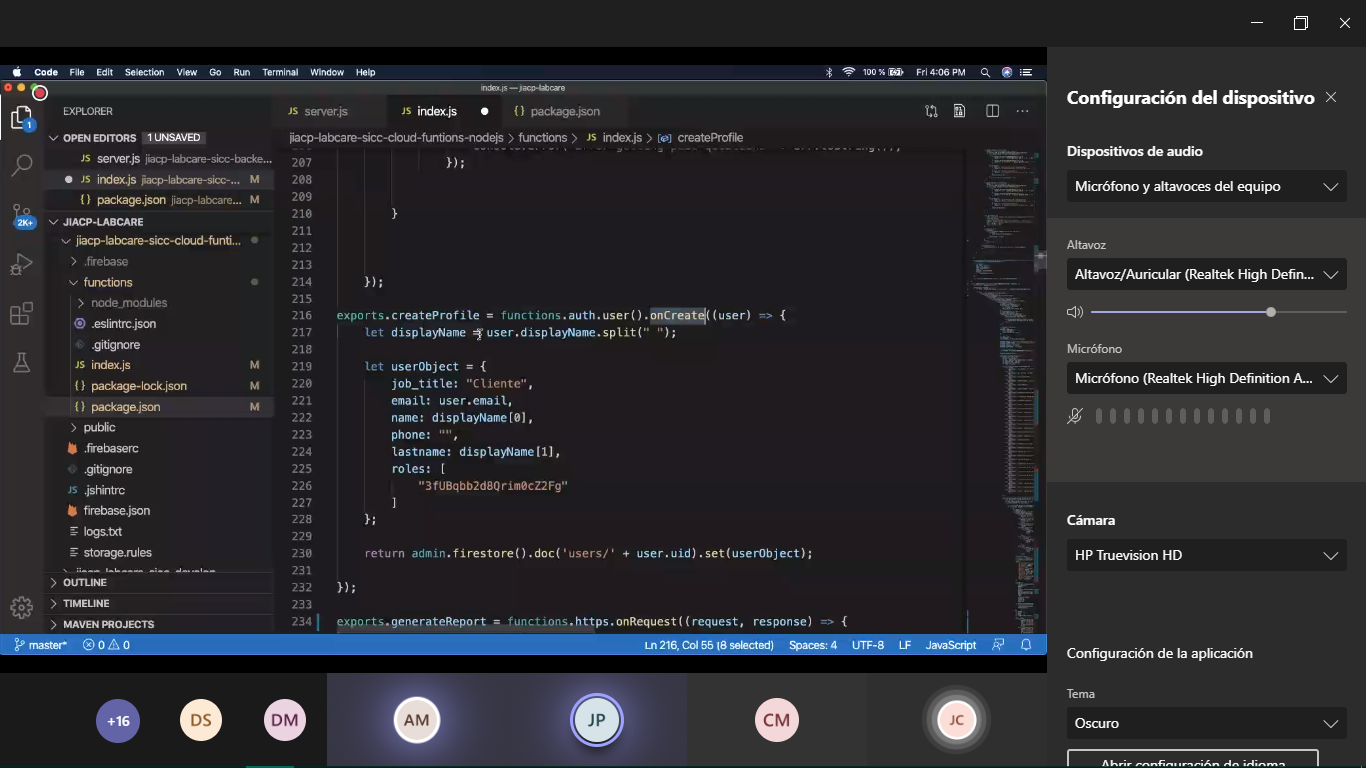 Code File Edit Selection View Go Run Terminal Window Help 100 % Fri 4:06 PM
index.js — jiacp-labcare
EXPLORER
OPEN EDITORS 1 UNSAVED
JS server.js jiacp-labcare-sicc-backe...
JS index.js jiacp-labcare-sicc-... M
{} package.json jiacp-labcare... M
JIACP-LABCARE
jiacp-labcare-sicc-cloud-funti...
.firebase
functions
node_modules
.eslintrc.json
.gitignore
JS index.js M
{} package-lock.json M
{} package.json M
public
.firebaserc
.gitignore
JS .jshintrc
firebase.json
logs.txt
storage.rules
OUTLINE
TIMELINE
MAVEN PROJECTS
1
2K+
JS server.js JS index.js {} package.json
jiacp-labcare-sicc-cloud-funtions-nodejs > functions > JS index.js > createProfile
207 });
208
209
210 }
211
212
213
214 });
215
216 exports.createProfile = functions.auth.user().onCreate((user) => {
217 let displayName = user.displayName.split(" ");
218
219 let userObject = {
220 job_title: "Cliente",
221 email: user.email,
222 name: displayName[0],
223 phone: "",
224 lastname: displayName[1],
225 roles: [
226 "3fUBqbb2d8Qrim0cZ2Fg"
227 ]
228 };
229
230 return admin.firestore().doc('users/' + user.uid).set(userObject);
231
232 });
233
234 exports.generateReport = functions.https.onRequest((request, response) => {
master* 0 0 Ln 216, Col 55 (8 selected) Spaces: 4 UTF-8 LF JavaScript
+16 DS DM AM JP CM JC
Configuración del dispositivo
Dispositivos de audio
Micrófono y altavoces del equipo
Altavoz
Altavoz/Auricular (Realtek High Defin...
Micrófono
Micrófono (Realtek High Definition A...
Cámara
HP Truevision HD
Configuración de la aplicación
Tema
Oscuro
Abrir configuración de idioma